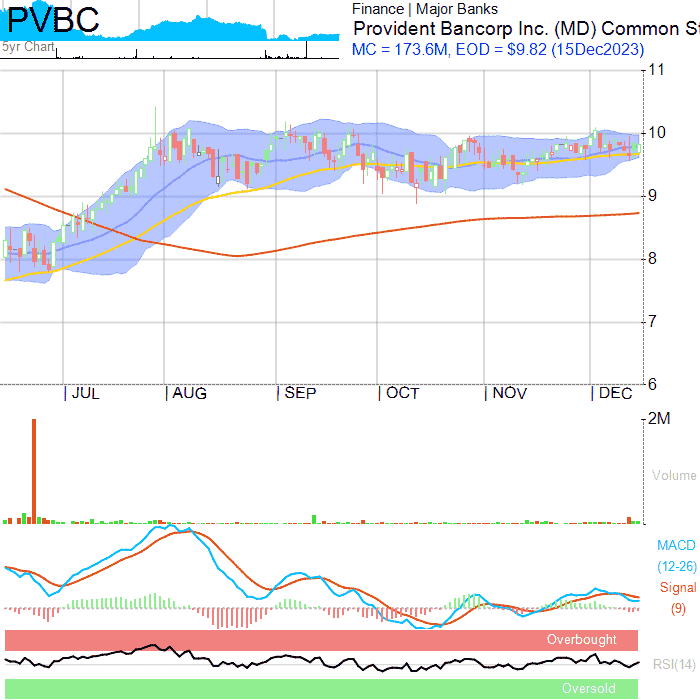 PVBC
5yr Chart
Finance | Major Banks
Provident Bancorp Inc. (MD) Common St
MC = 173.6M, EOD = $9.82 (15Dec2023)
11
10
9
8
7
6
JUL AUG SEP OCT NOV DEC
2M
Volume
MACD
(12-26)
Signal
(9)
Overbought
RSI(14)
Oversold